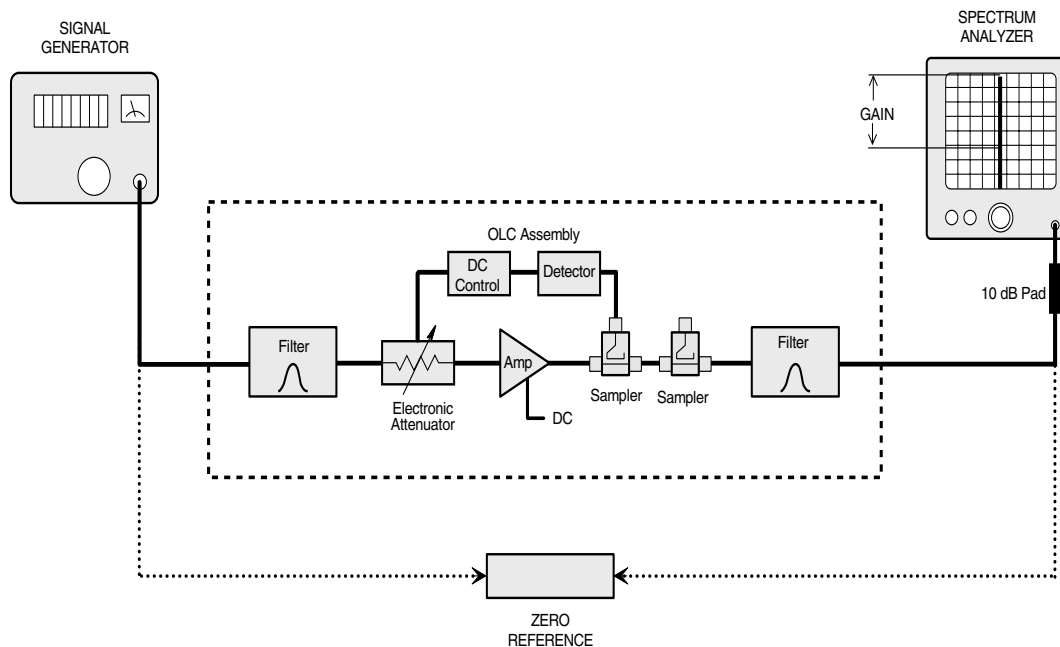 SIGNAL
GENERATOR
SPECTRUM
ANALYZER
GAIN
10 dB Pad
OLC Assembly
DC
Control
Detector
Filter
Electronic
Attenuator
Amp
DC
Sampler
Sampler
Filter
ZERO
REFERENCE